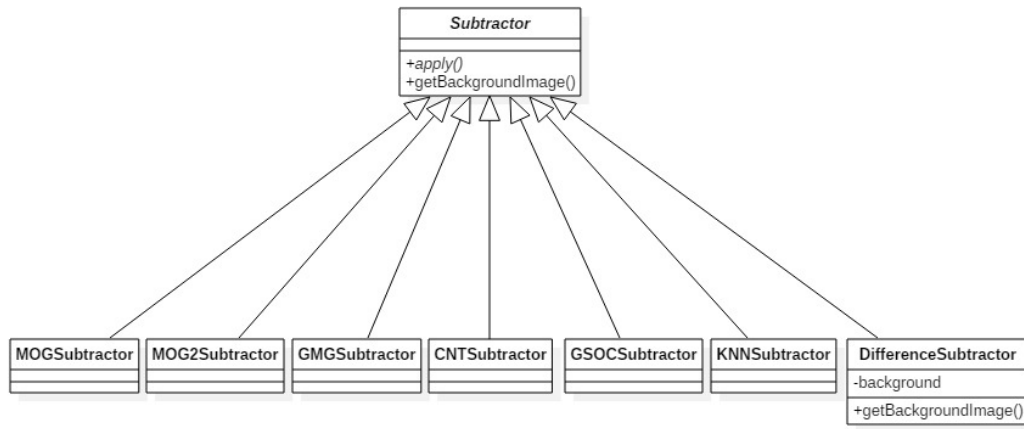 Subtractor
+apply()
+getBackgroundImage()
MOGSubtractor
MOG2Subtractor
GMGSubtractor
CNTSubtractor
GSOCSubtractor
KNNSubtractor
DifferenceSubtractor
-background
+getBackgroundImage()